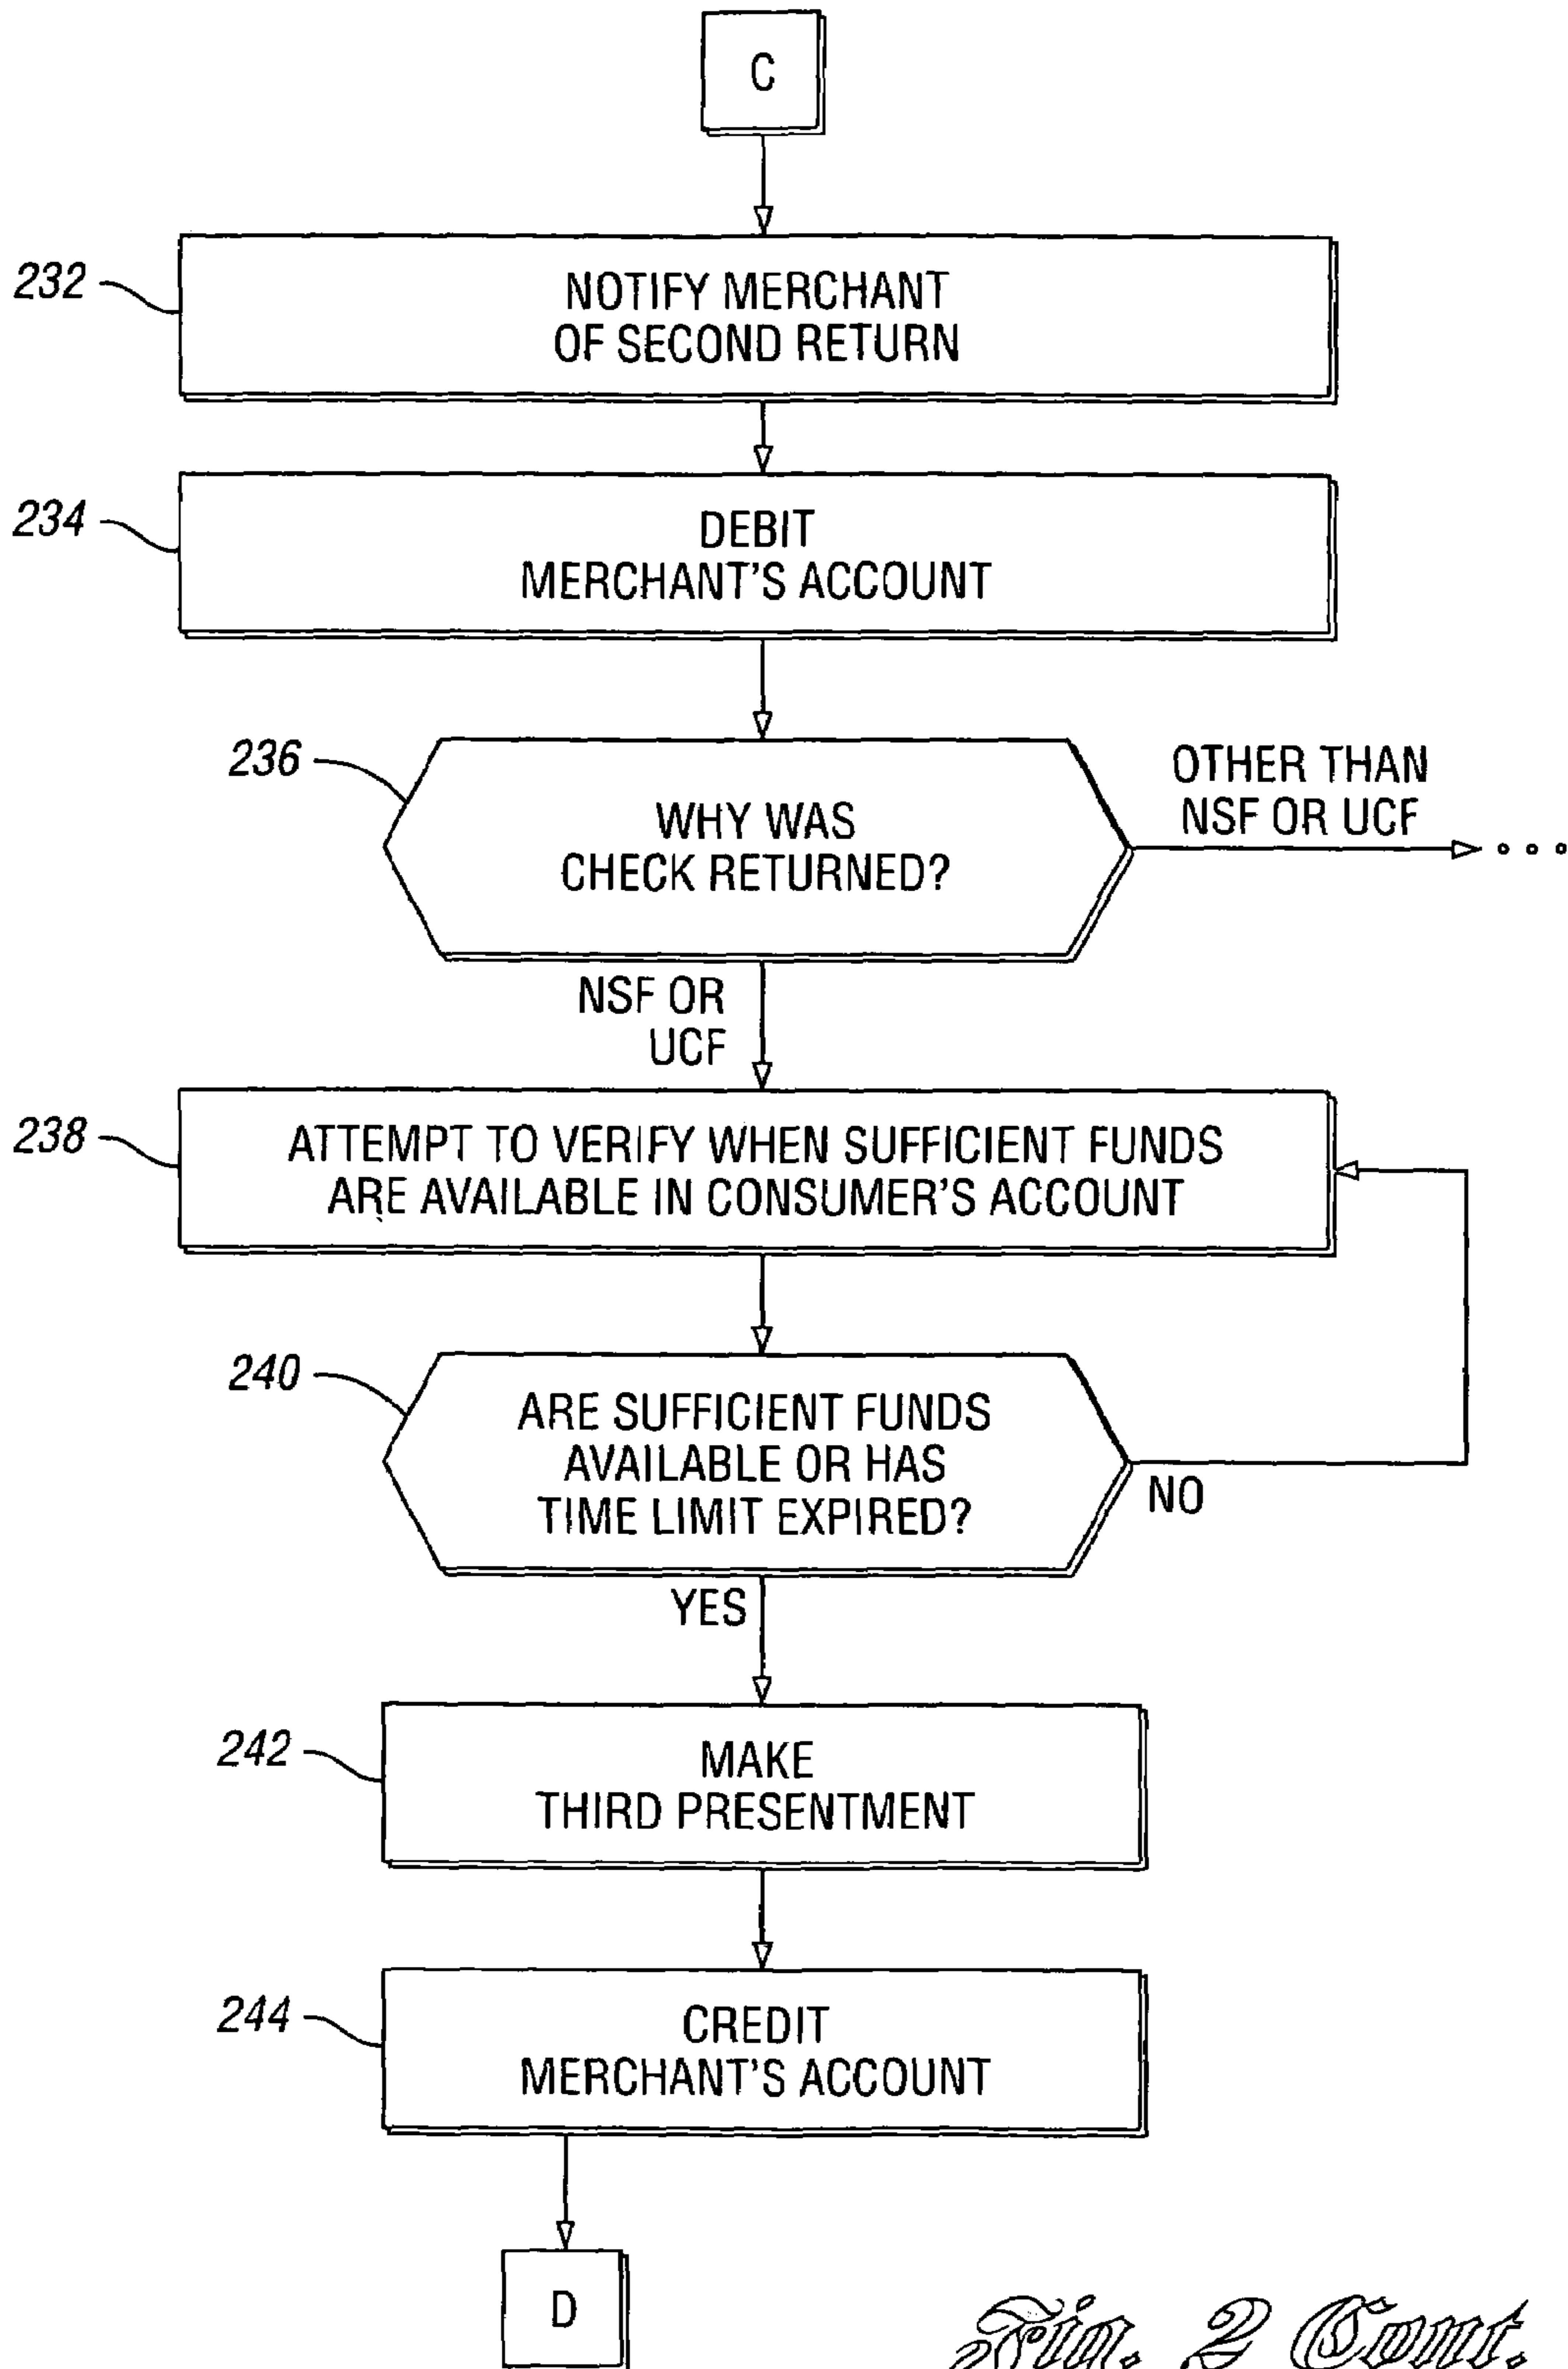 C
232
NOTIFY MERCHANT
OF SECOND RETURN
234
DEBIT
MERCHANT'S ACCOUNT
236
WHY WAS
CHECK RETURNED?
OTHER THAN
NSF OR UCF
NSF OR
UCF
238
ATTEMPT TO VERIFY WHEN SUFFICIENT FUNDS
ARE AVAILABLE IN CONSUMER'S ACCOUNT
240
ARE SUFFICIENT FUNDS
AVAILABLE OR HAS
TIME LIMIT EXPIRED?
NO
YES
242
MAKE
THIRD PRESENTMENT
244
CREDIT
MERCHANT'S ACCOUNT
D
Fig. 2 Cont.